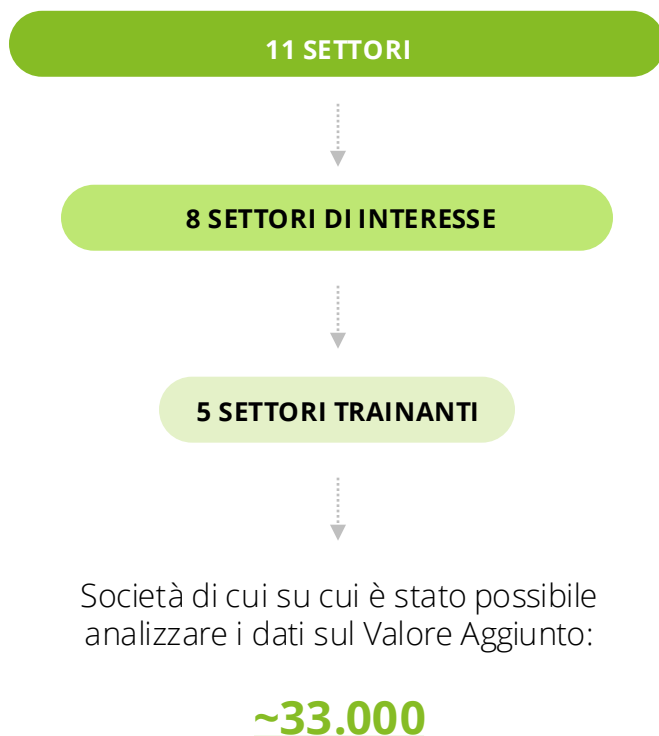 11 SETTORI
8 SETTORI DI INTERESSE
5 SETTORI TRAINANTI
Società di cui su cui è stato possibile
analizzare i dati sul Valore Aggiunto:
~33.000